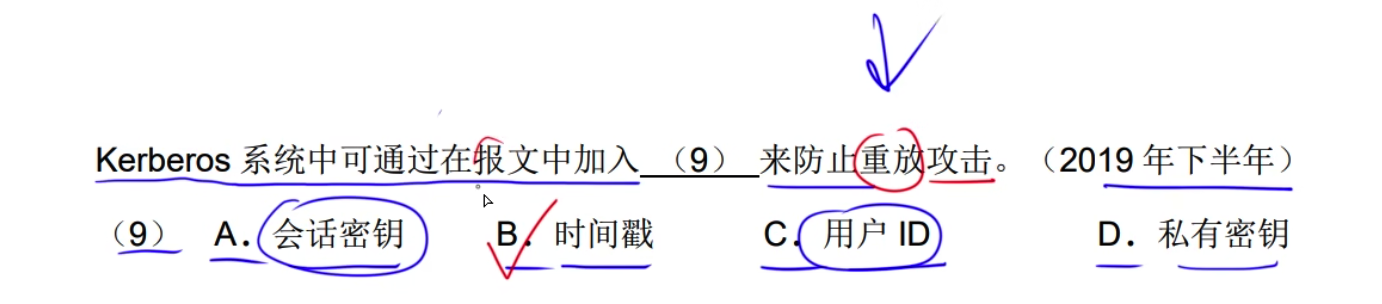 Kerberos 系统中可通过在报文中加入 （9） 来防止重放攻击。（2019 年下半年）
（9） A．会话密钥 B．时间戳 C．用户 ID D．私有密钥